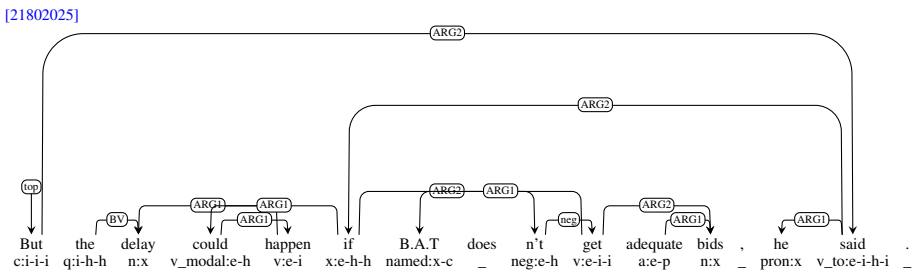 [21802025]
ARG2
ARG2
top
ARG1 ARG1 ARG2 ARG1
BV ARG1 neg ARG2 ARG1 ARG1
But the delay could happen if B.A.T does n't get adequate bids , he said .
c:i-i-i q:i-h-h n:x v_modal:e-h v:e-i x:e-h-h named:x-c _ neg:e-h v:e-i-i a:e-p n:x _ pron:x v_to:e-i-h-i _